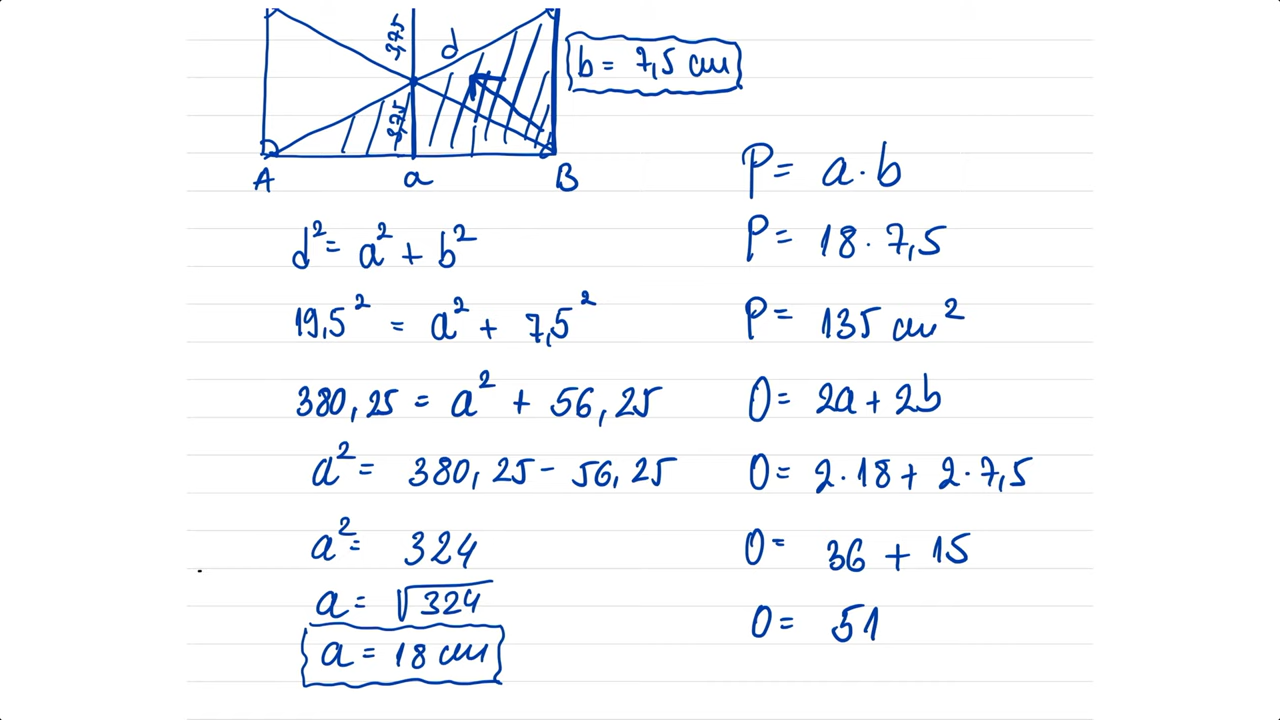 3,75
d
b = 7,5 cm
3,75
A
a
B
d² = a² + b²
19,5² = a² + 7,5²
380,25 = a² + 56,25
a² = 380,25 - 56,25
a² = 324
a = √324
a = 18 cm
P = a · b
P = 18 · 7,5
P = 135 cm²
O = 2a + 2b
O = 2 · 18 + 2 · 7,5
O = 36 + 15
O = 51